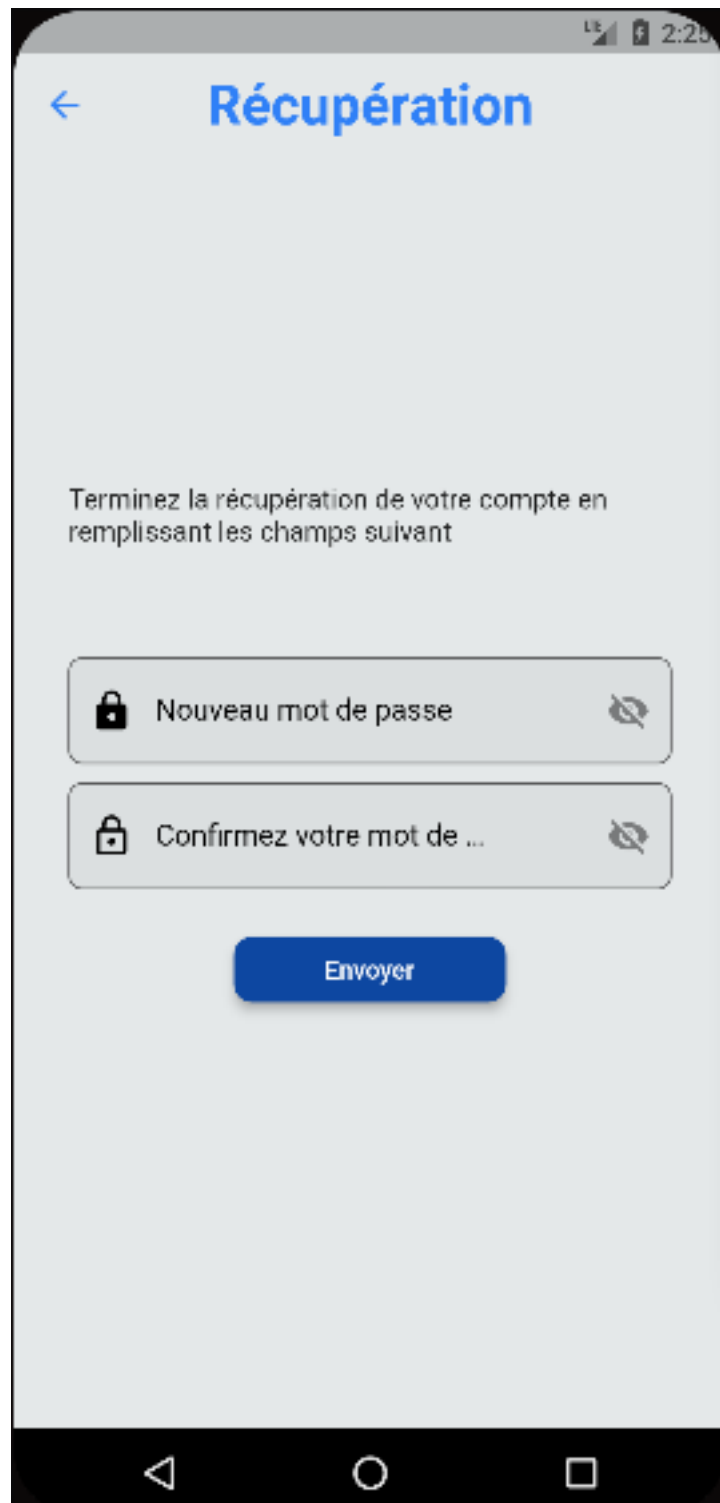 LTE 2:25
Récupération
Terminez la récupération de votre compte en
remplissant les champs suivant
Nouveau mot de passe
Confirmez votre mot de ...
Envoyer